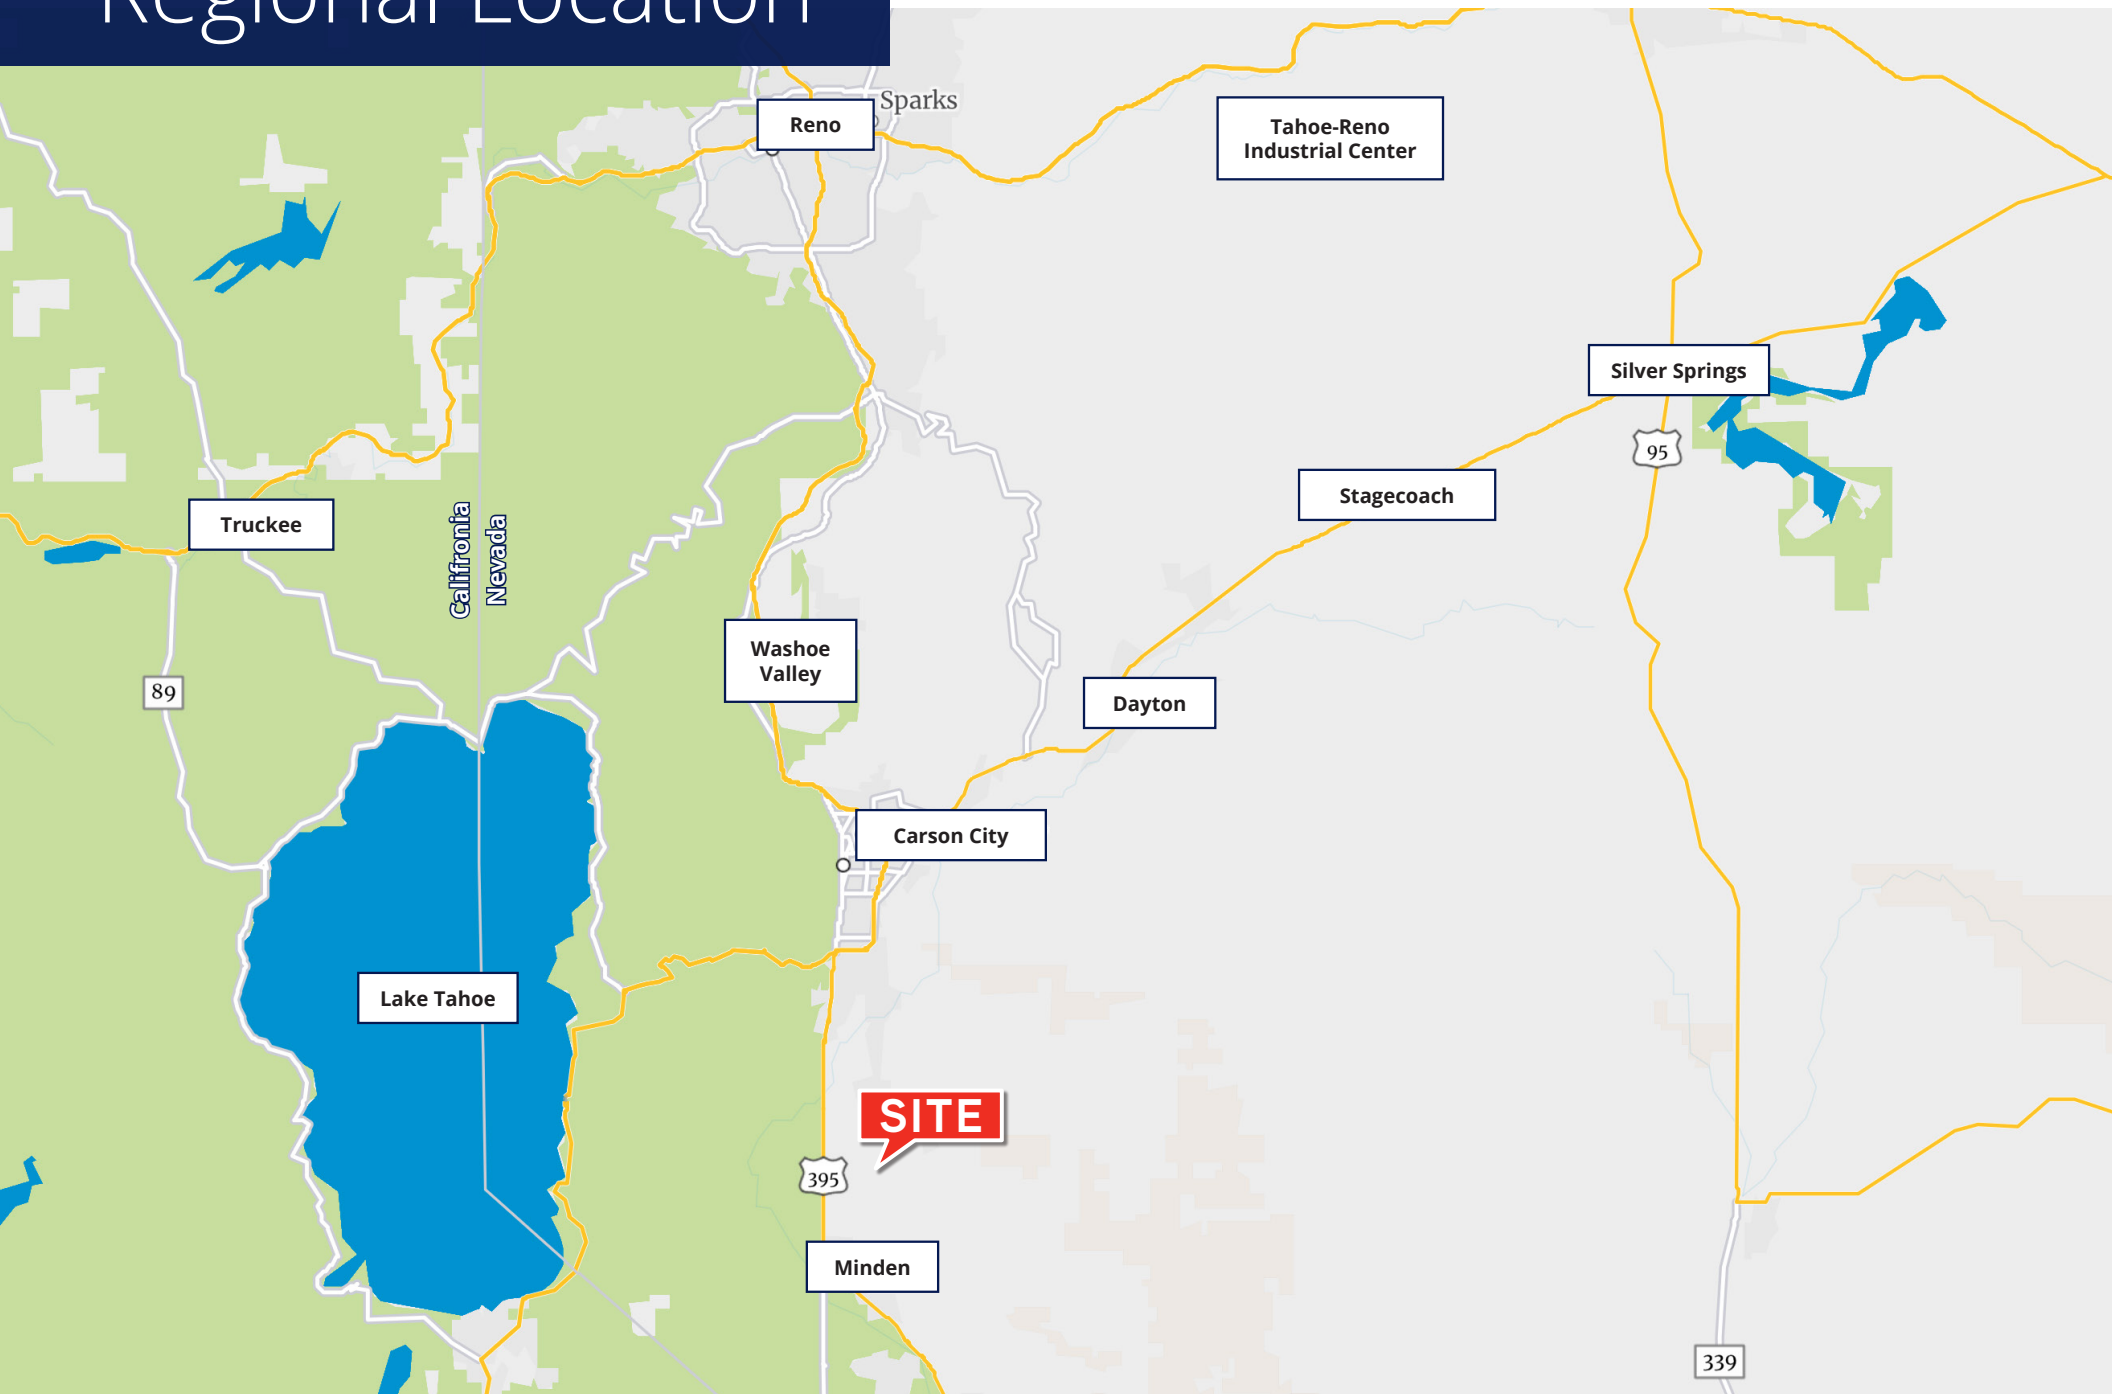 Regional Location
Sparks
Reno
Tahoe-Reno
Industrial Center
Silver Springs
95
Stagecoach
Truckee
Califronia
Nevada
Washoe
Valley
89
Dayton
Carson City
Lake Tahoe
SITE
395
Minden
339